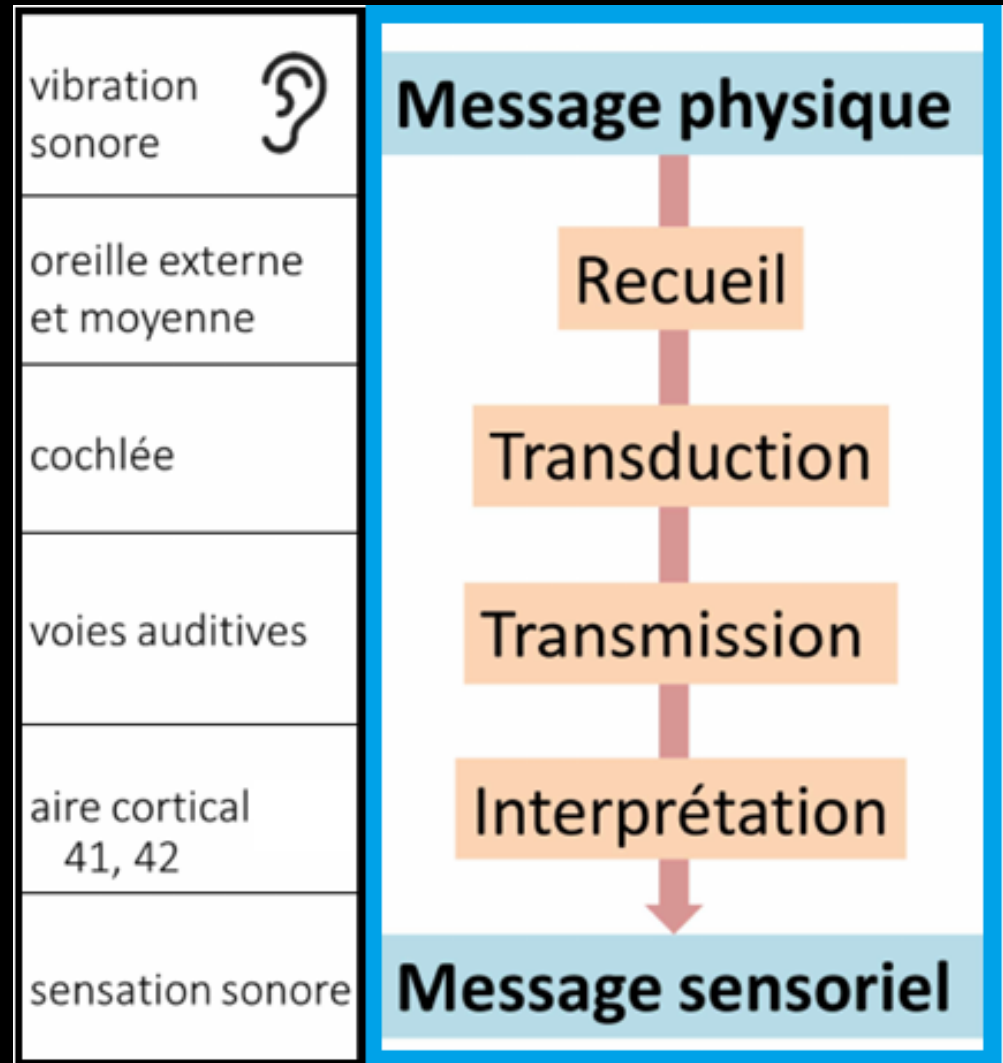 vibration
sonore
Message physique
oreille externe
et moyenne
Recueil
cochlée
Transduction
voies auditives
Transmission
aire cortical
41, 42
Interprétation
sensation sonore
Message sensoriel